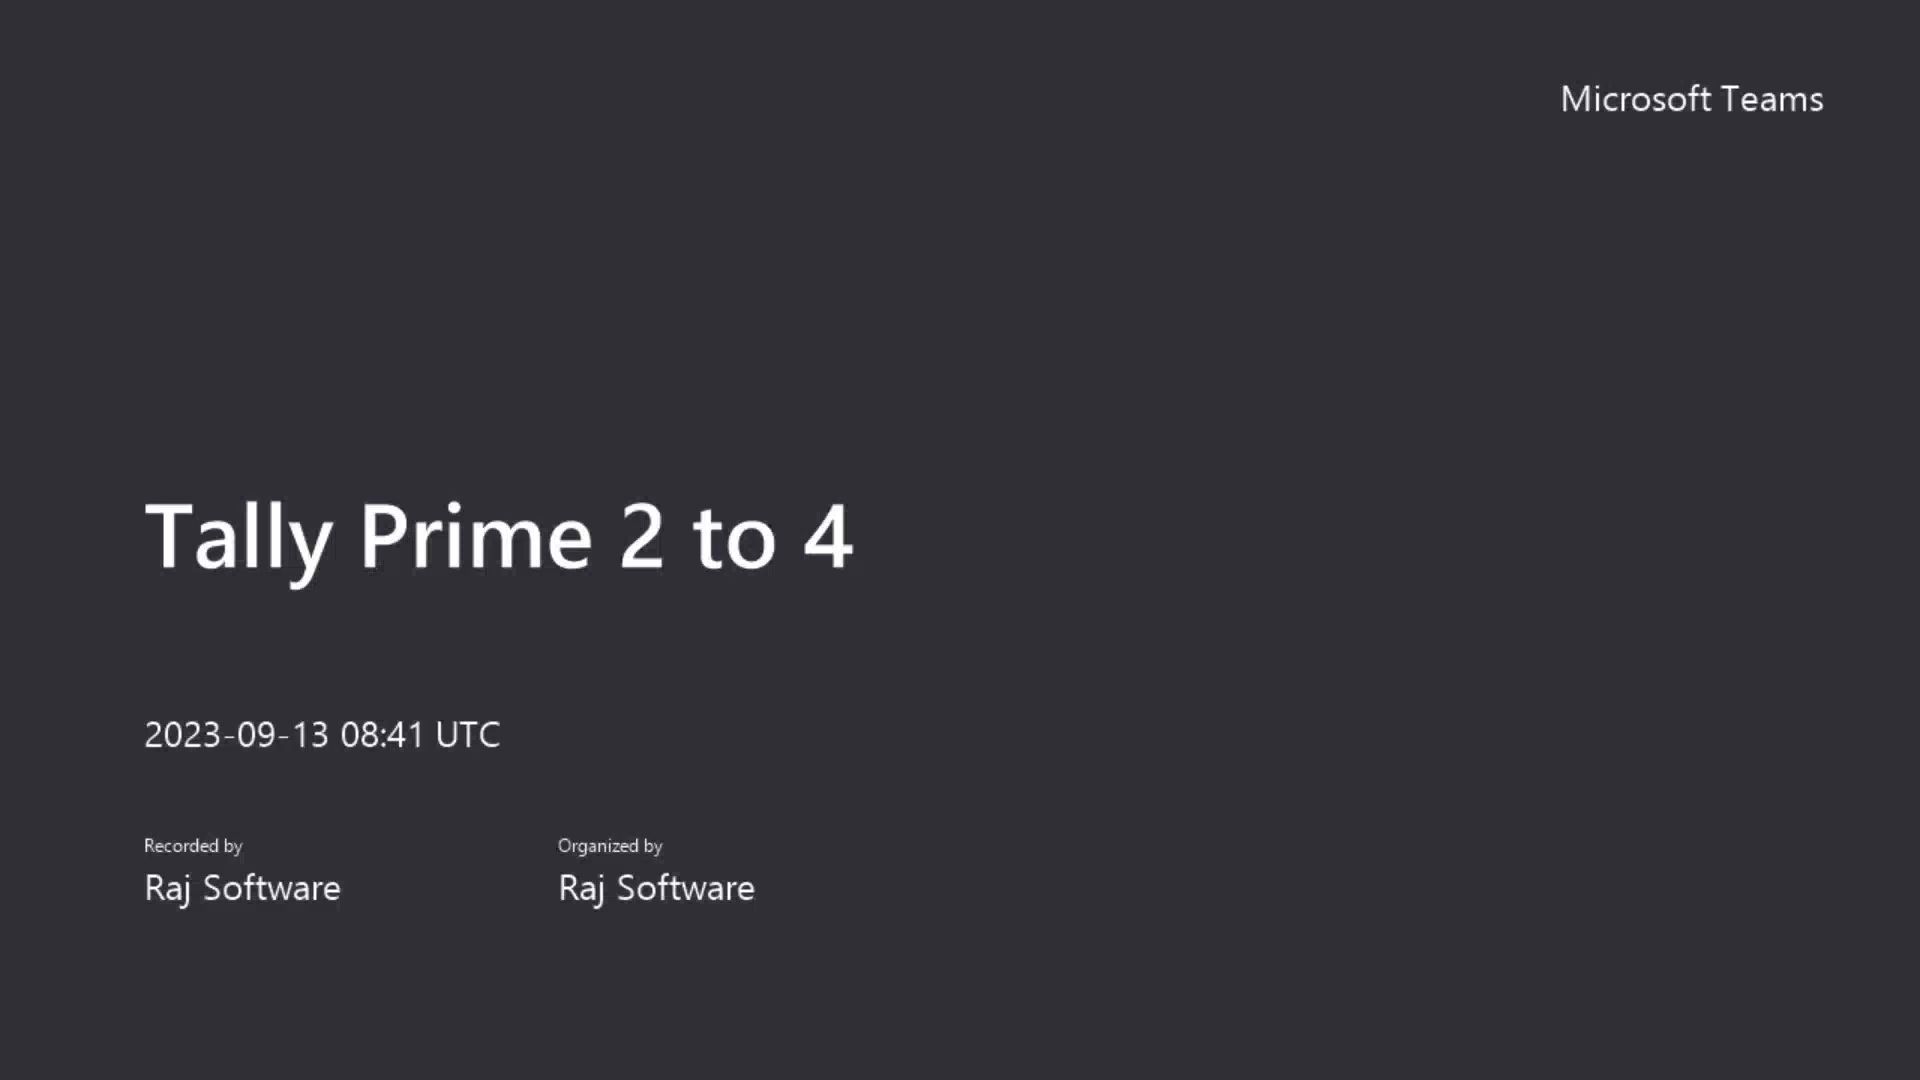 Microsoft Teams
Tally Prime 2 to 4
2023-09-13 08:41 UTC
Recorded by
Organized by
Raj Software
Raj Software